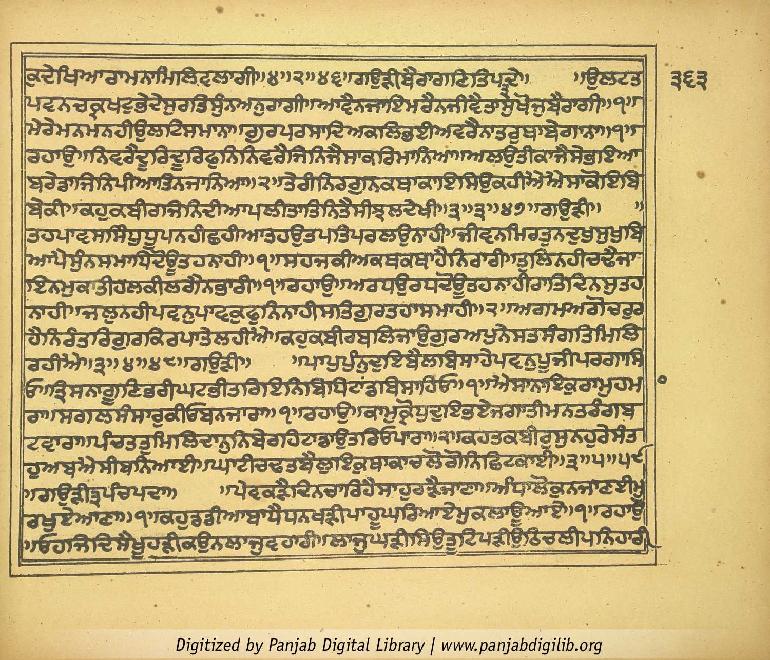 ਕਦੇਖਿਆਰਾਮਨਾਮਿਲਿਵਲਾਗੀ॥੪॥੨॥੪੬॥ਗਉੜੀਬੈਰਾਗਣਿਤਿਪਦੇ॥ ॥ਉਲਟਤ ੩੬੩
ਪਵਨਚਕ੍ਰਖਟੁਭੇਦੇਸੁਰਤਿਸੁੰਨਅਨੁਰਾਗੀ॥ਆਵੈਨਜਾਇਮਰੈਨਜੀਵੈਤਾਸੁਖੋਜੁਬੈਰਾਗੀ॥੧॥
ਮੇਰੇਮਨਮਨਹੀਉਲਟਿਸਮਾਨਾ॥ਗੁਰਪਰਸਾਦਿਅਕਲਿਭਈਅਵਰੈਨਾਤਰੁਥਾਬੇਗਾਨਾ॥੧॥
ਰਹਾਉ॥ਨਿਵਰੈਦੂਰਿਦੂਰਿਫੁਨਿਨਿਵਰੈਜਿਨਿਜੈਸਾਕਰਿਮਾਨਿਆ॥ਅਲਉਤੀਕਾਜੈਸੇਭਇਆ
ਬਰੇਡਾਜਿਨਿਪੀਆਤਿਨਜਾਨਿਆ॥੨॥ਤੇਰੀਨਿਰਗੁਨਕਥਾਕਾਇਸਿਉਕਹੀਐਐਸਾਕੋਇਬਿ
ਬੇਕੀ॥ਕਹੁਕਬੀਰਜਿਨਿਦੀਆਪਲੀਤਾਤਿਨਿਤੈਸੀਝਲਦੇਖੀ॥੩॥੩॥੪੭॥ਗਉੜੀ॥ ॥
ਤਹਪਾਵਸਸਿੰਧੁਧੂਪਨਹੀਛਹੀਆਤਹਉਤਪਤਿਪਰਲਉਨਾਹੀ॥ਜੀਵਨਮਿਰਤੁਨਦੁਖੁਸੁਖੁਬਿ
ਆਪੈਸੁੰਨਸਮਾਧਿਦੋਊਤਹਨਾਹੀ॥੧॥ਸਹਜਕੀਅਕਥਕਥਾਹੈਨਿਰਾਰੀ॥ਤੁਲਿਨਹੀਚਢੈਜਾ
ਇਨਮੁਕਾਤੀਹਲਕੀਲਗੈਨਭਾਰੀ॥੧॥ਰਹਾਉ॥ਅਰਧਉਰਧਦੋਊਤਹਨਾਹੀਰਾਤਿਦਿਨਸੁਤਹ
ਨਾਹੀ॥ਜਲੁਨਹੀਪਵਨੁਪਾਵਕੁਫੁਨਿਨਾਹੀਸਤਿਗੁਰਤਹਾਸਮਾਹੀ॥੨॥ਅਗਮਅਗੋਚਰੁਰ
ਹੈਨਿਰੰਤਰਿਗੁਰਕਿਰਪਾਤੇਲਹੀਐ॥ਕਹੁਕਬੀਰਬਲਿਜਾਉਗੁਰਅਪੁਨੇਸਤਸੰਗਤਿਮਿਲਿ
ਰਹੀਐ॥੩॥੪॥੪੮॥ਗਉੜੀ॥ ॥ਪਾਪੁਪੁੰਨੁਦੁਇਬੈਲਬਿਸਾਹੇਪਵਨੁਪੂਜੀਪਰਗਾਸਿ
ਓ॥ਤ੍ਰਿਸਨਾਗੂਣਿਭਰੀਘਟਭੀਤਰਿਇਨਿਬਿਧਿਟਾਂਡਬਿਸਾਹਿਓ॥੧॥ਐਸਾਨਾਇਕੁਰਾਮੁਹਮ
ਰਾ॥ਸਗਲਸੰਸਾਰੁਕੀਓਬਨਜਾਰਾ॥੧॥ਰਹਾਉ॥ਕਾਮੁਕ੍ਰੋਧੁਦੁਇਭਏਜਗਾਤੀਮਨਤਰੰਗਬ
ਟਵਾਰਾ॥ਪੰਚਤਤੁਮਿਲਿਦਾਨੁਨਿਬੇਰਹਿਟਾਡਾਉਤਰਿਓਪਾਰਾ॥੨॥ਕਹਤਕਬੀਰੁਸੁਨਹੁਰੇਸੰਤ
ਹੁਅਬਐਸੀਬਨਿਆਈ॥ਘਾਟੀਚਢਤਬੈਲੁਇਕੁਥਾਕਾਚਲੋਗੋਨਿਛਿਟਕਾਈ॥੩॥੫॥੫੯
॥ਗਉੜੀਤ੍ਰਪੰਚਪਦਾ॥ ॥ਪੇਵਕੜੈਦਿਨਚਾਰਿਹੈਸਾਹੁਰੜੈਜਾਣਾ॥ਅੰਧਾਲੋਕੁਨਜਾਣਈਮੂ
ਰਖੁਏਆਣਾ॥੧॥ਕਹੁਡਡੀਆਬਾਧੈਧਨਖੜੀਪਾਹੂਘਰਿਆਏਮੁਕਲਾਊਆਏ॥੧॥ਰਹਾਉ
॥ਓਹਜਿਦਿਸੈਖੂਹੜੀਕਉਨਲਾਜੁਵਹਾਰੀ॥ਲਾਜੁਘੜੀਸਿਉਤੂਟਿਪੜੀਉਠਿਚਲੀਪਨਿਹਾਰੀ
Digitized by Panjab Digital Library | www.panjabdigilib.org